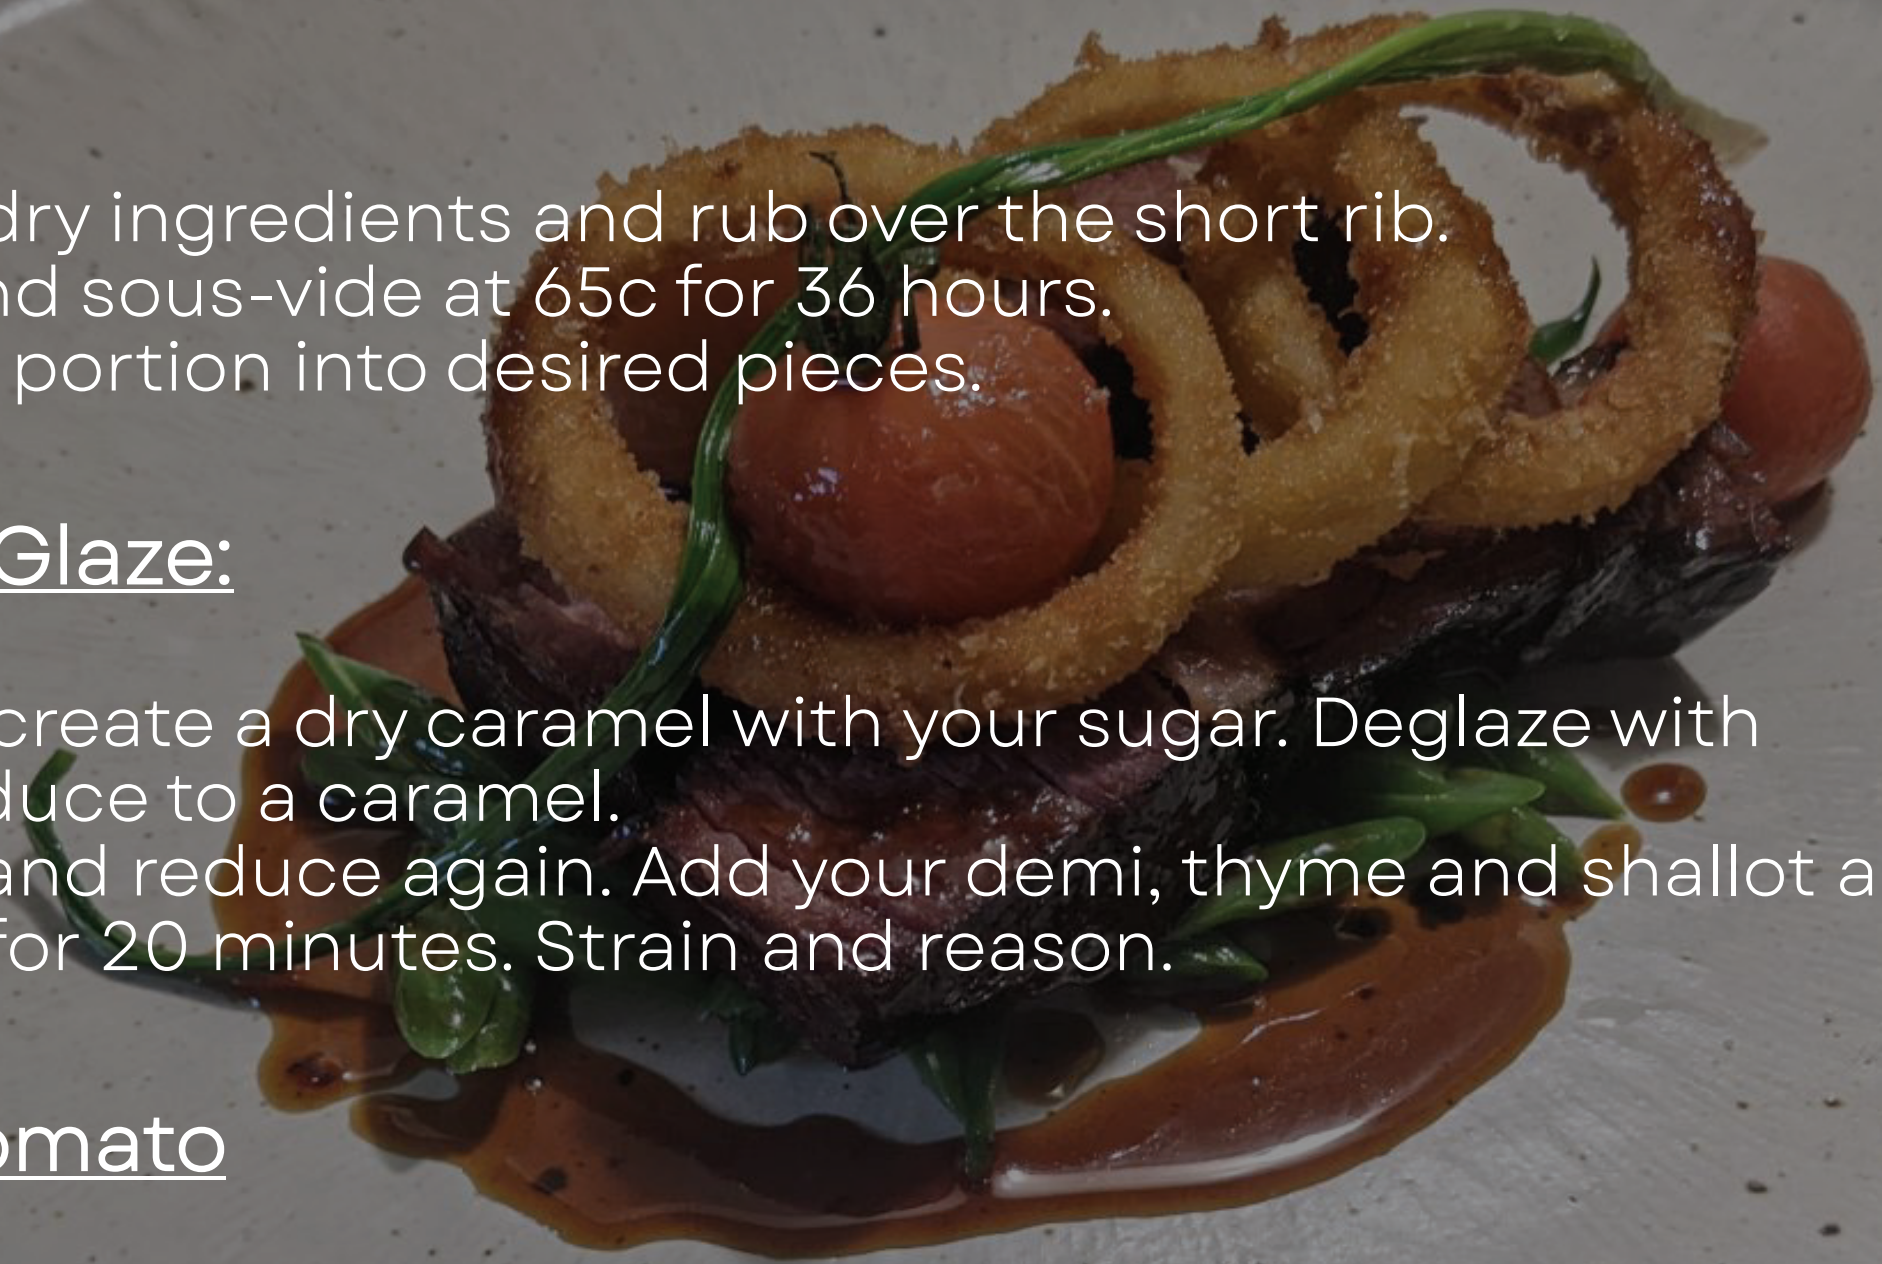 dry ingredients and rub over the short rib.
nd sous-vide at 65c for 36 hours.
portion into desired pieces.
Glaze:
create a dry caramel with your sugar. Deglaze with
duce to a caramel.
and reduce again. Add your demi, thyme and shallot a
for 20 minutes. Strain and reason.
omato